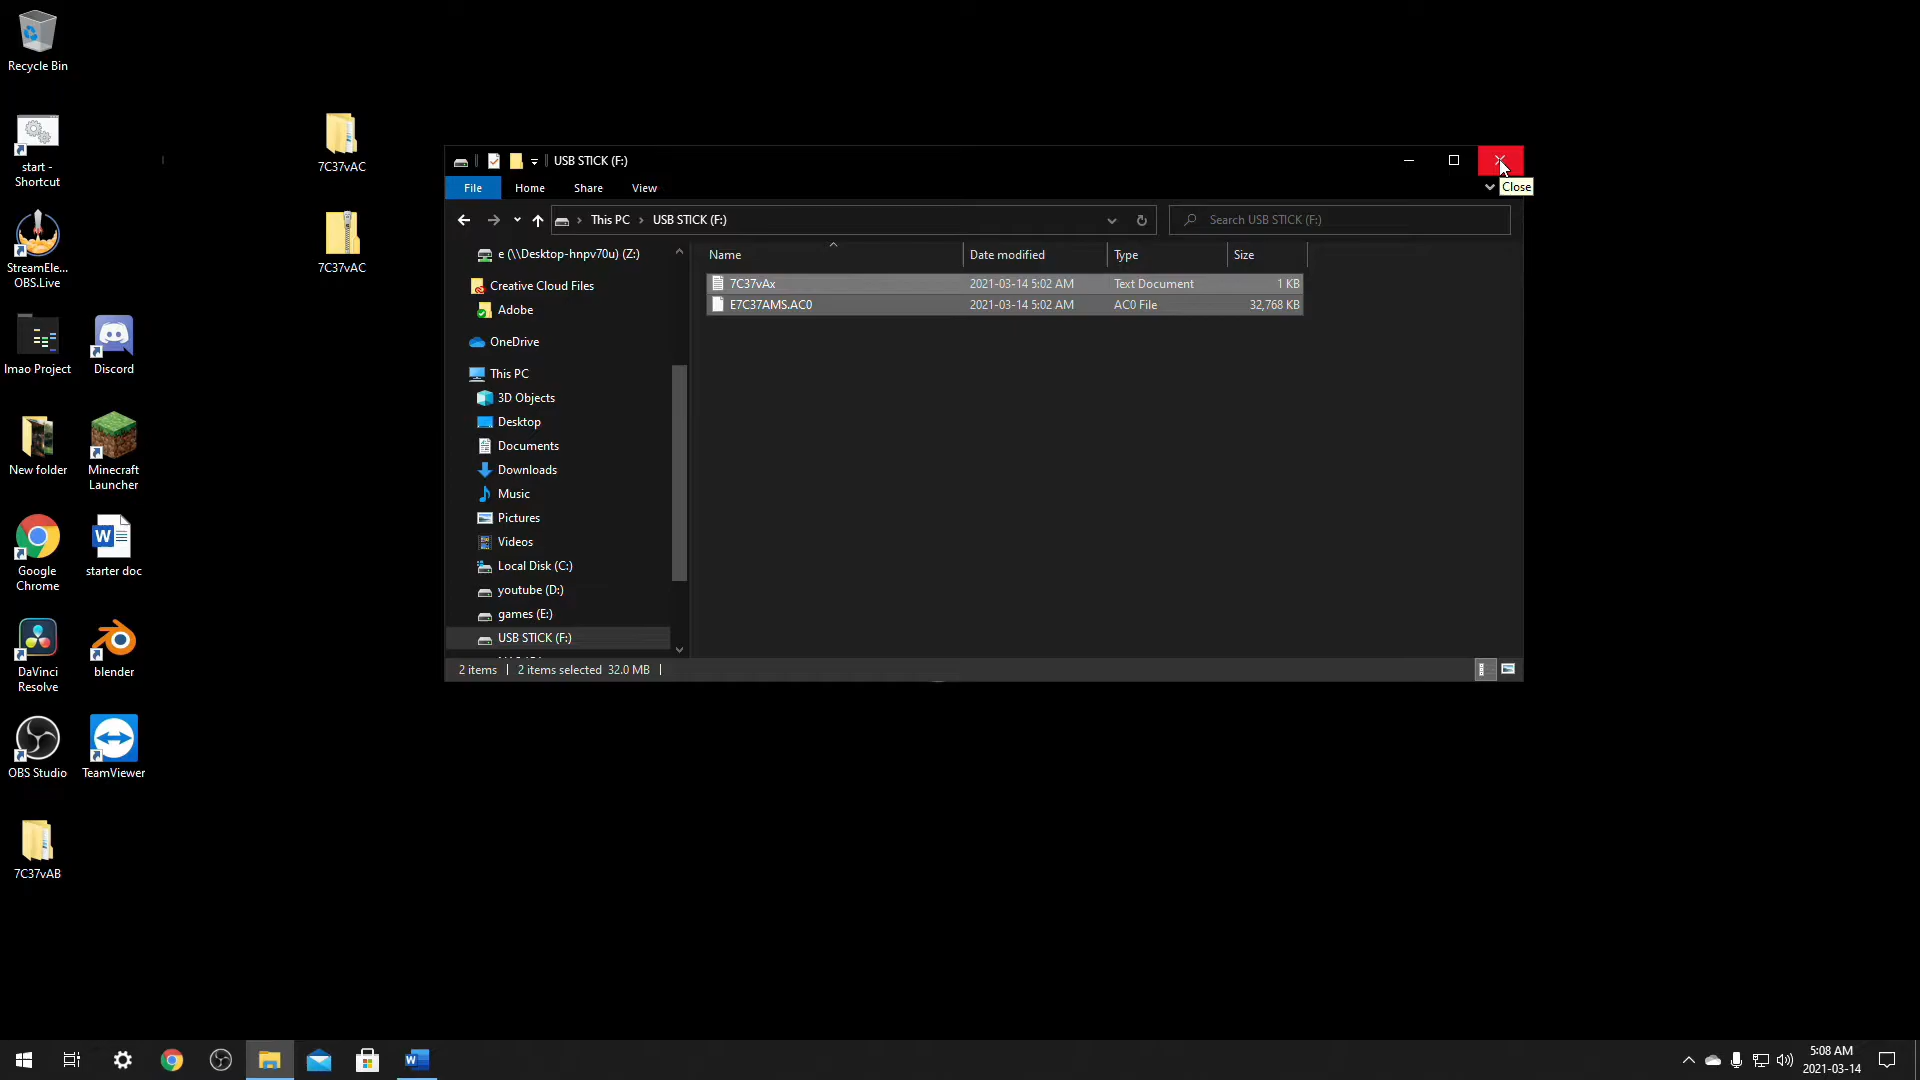 Recycle Bin
start -
Shortcut
StreamEle...
OBS.Live
lmao Project
Discord
New folder
Minecraft
Launcher
Google
Chrome
starter doc
DaVinci
Resolve
blender
OBS Studio
TeamViewer
7C37vAB
7C37vAC
7C37vAC
USB STICK (F:)
Close
File
Home
Share
View
This PC
USB STICK (F:)
Search USB STICK (F:)
e (\\Desktop-hnpv70u) (Z:)
Creative Cloud Files
Adobe
OneDrive
This PC
3D Objects
Desktop
Documents
Downloads
Music
Pictures
Videos
Local Disk (C:)
youtube (D:)
games (E:)
USB STICK (F:)
Name
Date modified
Type
Size
7C37vAx 2021-03-14 5:02 AM Text Document 1 KB
E7C37AMS.AC0 2021-03-14 5:02 AM AC0 File 32,768 KB
2 items
2 items selected 32.0 MB
5:08 AM
2021-03-14